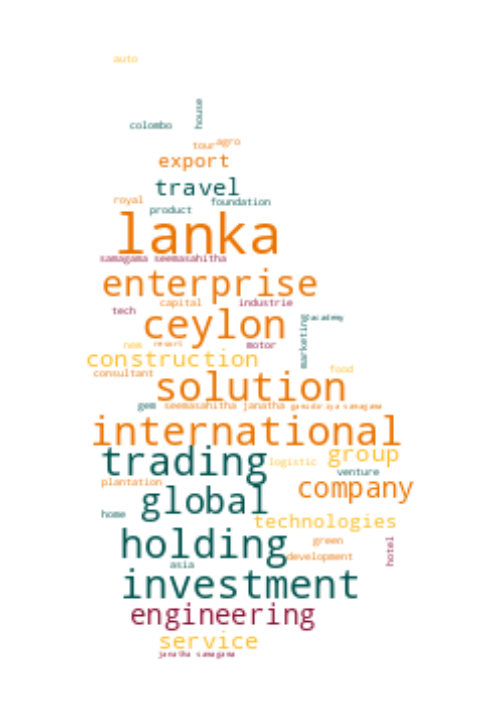 auto
house
colombo
tour agro
export
travel
royal foundation
product
lanka
samagama seemasahitha
enterprise
capital industrie
tech
ceylon
marketing
academy
new resort motor
construction
consultant food
solution
gem seemasahitha janatha
international
trading
group
logistic
venture
plantation
company
global
home
technologies
holding
green
hotel
development
asia
investment
engineering
service
janatha samagama